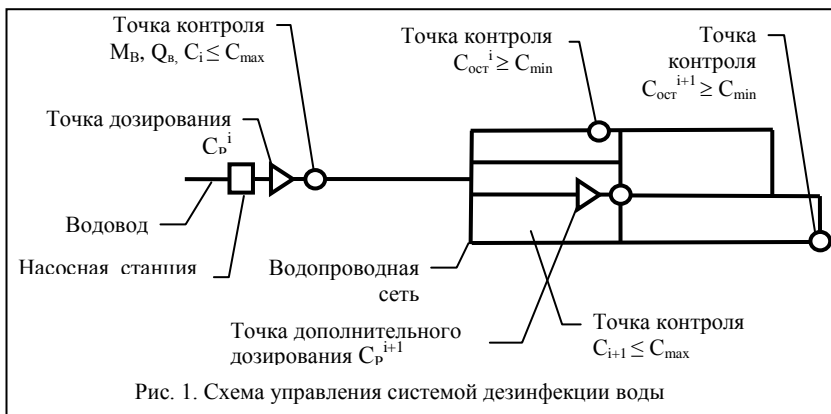 Точка контроля
M_B, Q_в, C_i ≤ C_max
Точка дозирования
C_P^i
Водовод
Насосная станция
Точка контроля
C_ост^i ≥ C_min
Точка
контроля
C_ост^{i+1} ≥ C_min
Водопроводная
сеть
Точка дополнительного
дозирования C_P^{i+1}
Точка контроля
C_{i+1} ≤ C_max
Рис. 1. Схема управления системой дезинфекции воды